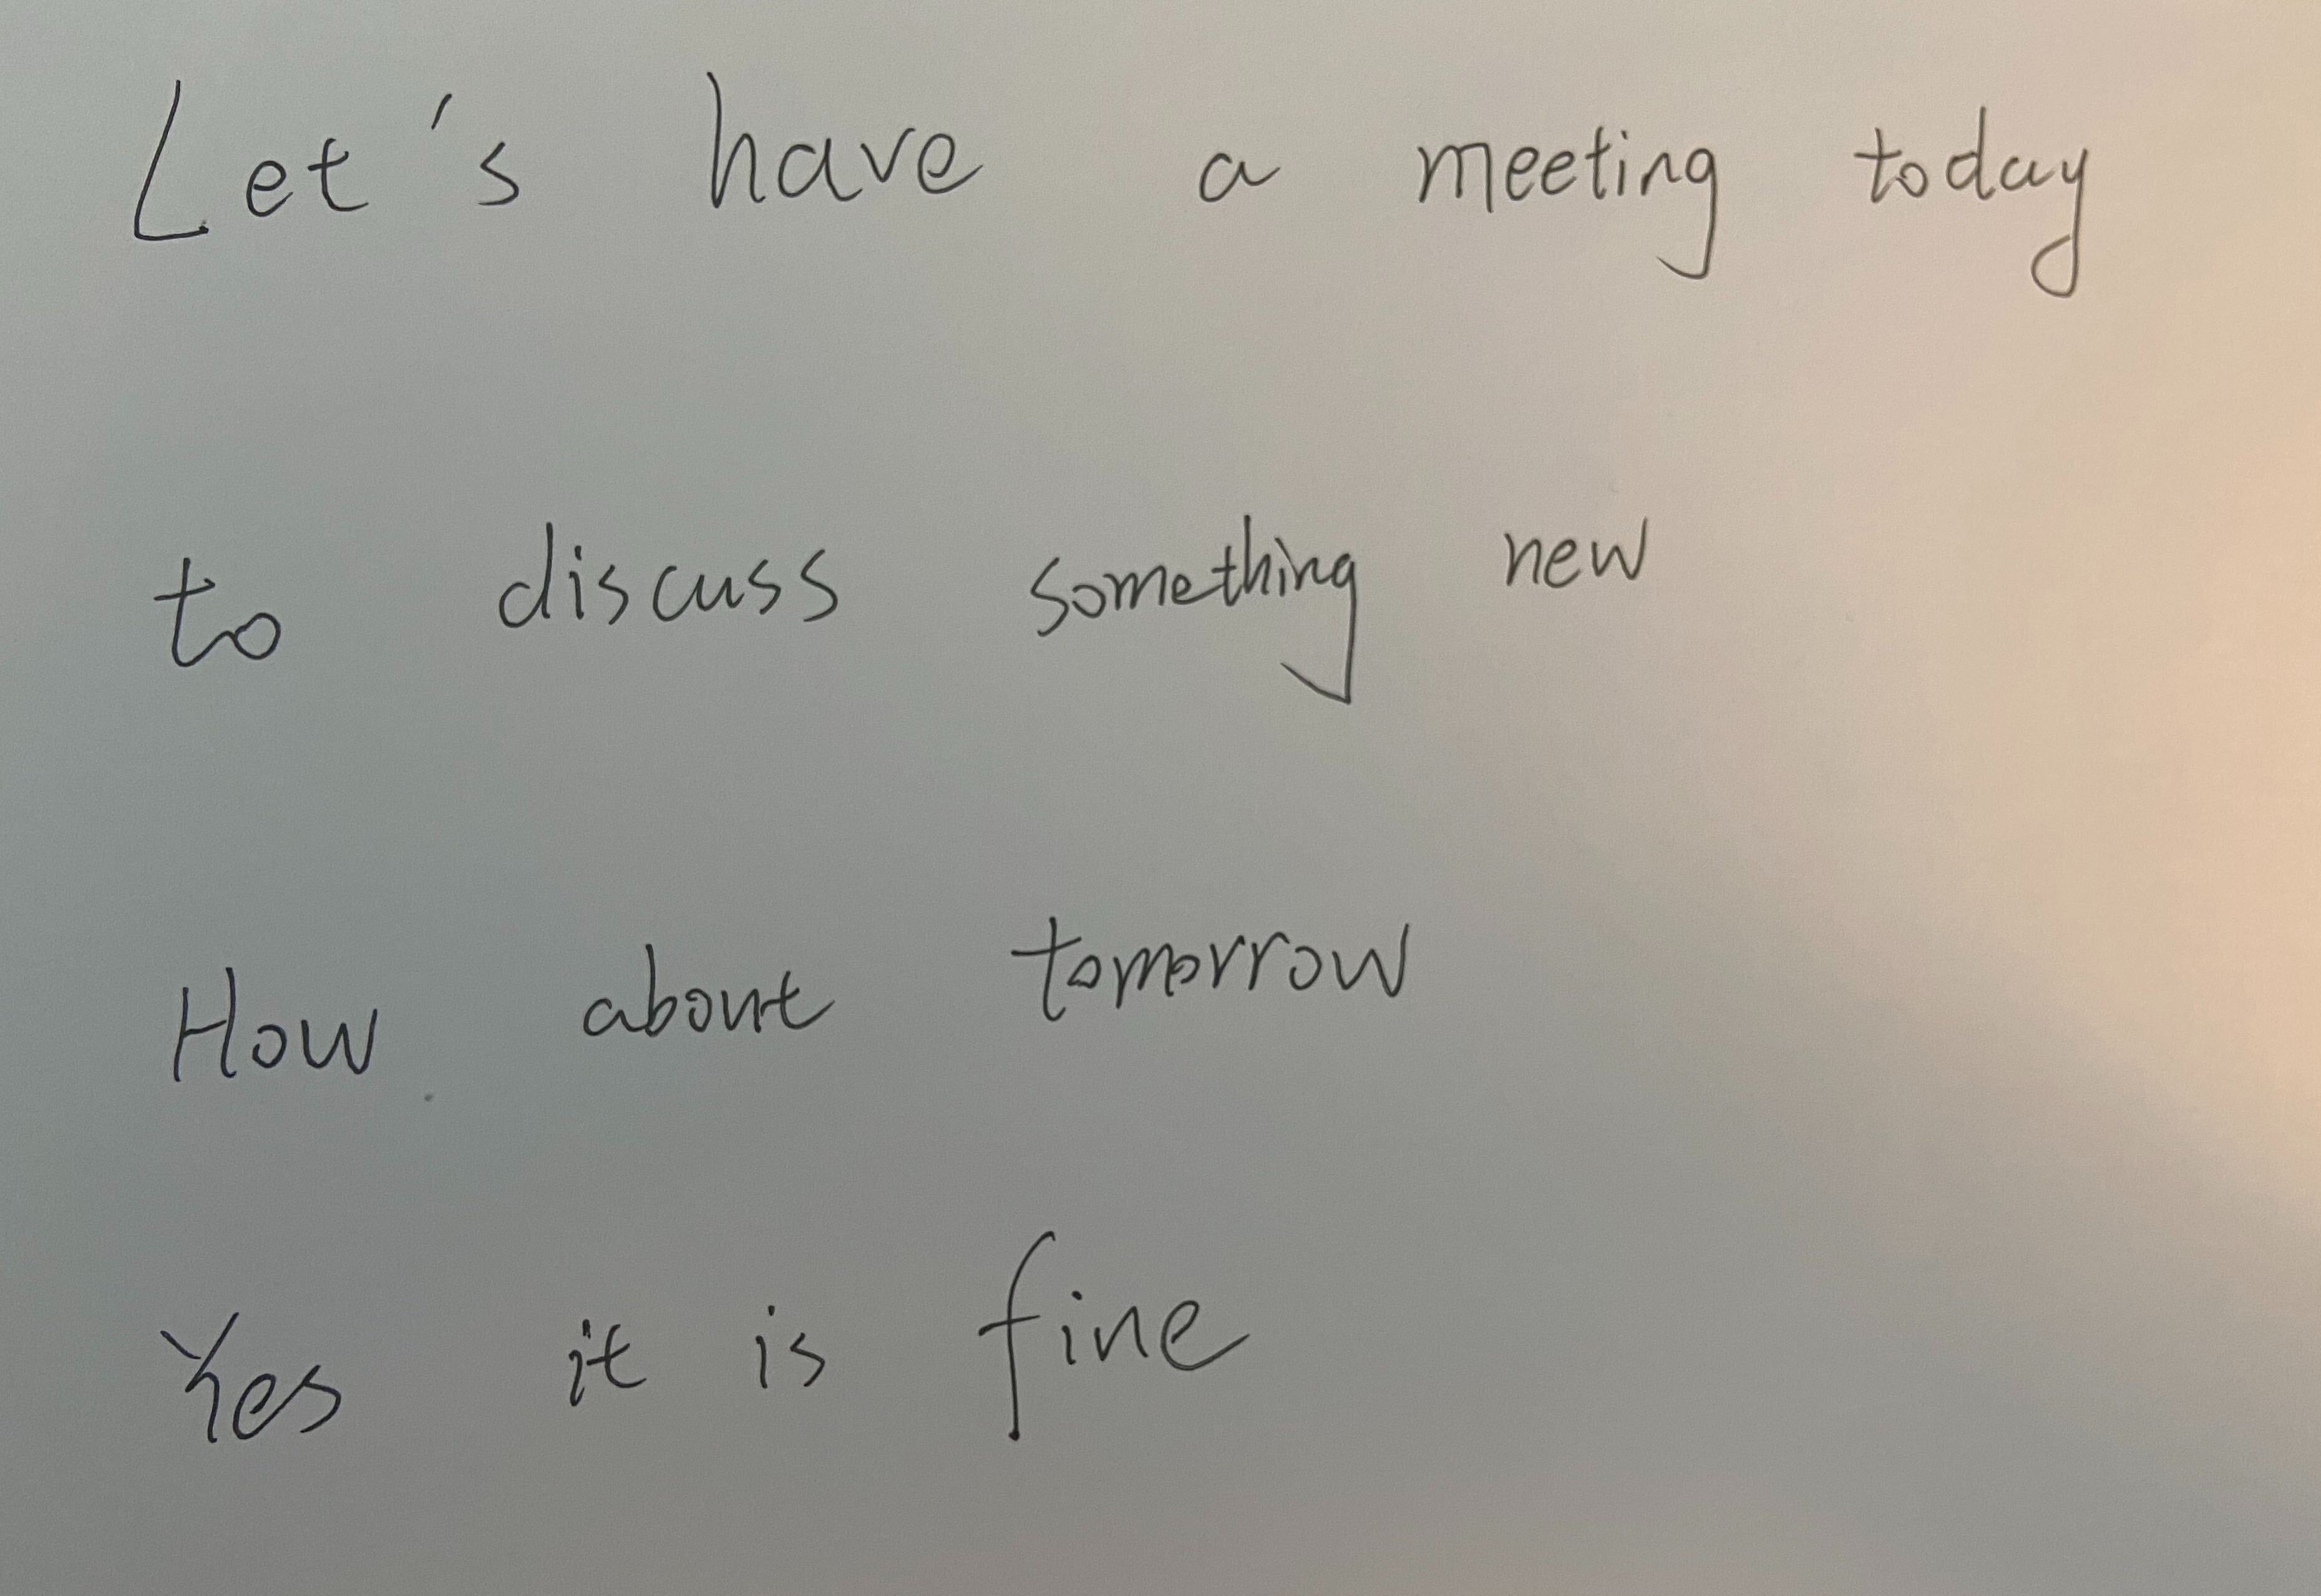 Let's have a meeting today
to discuss something new
How about tomorrow
Yes it is fine